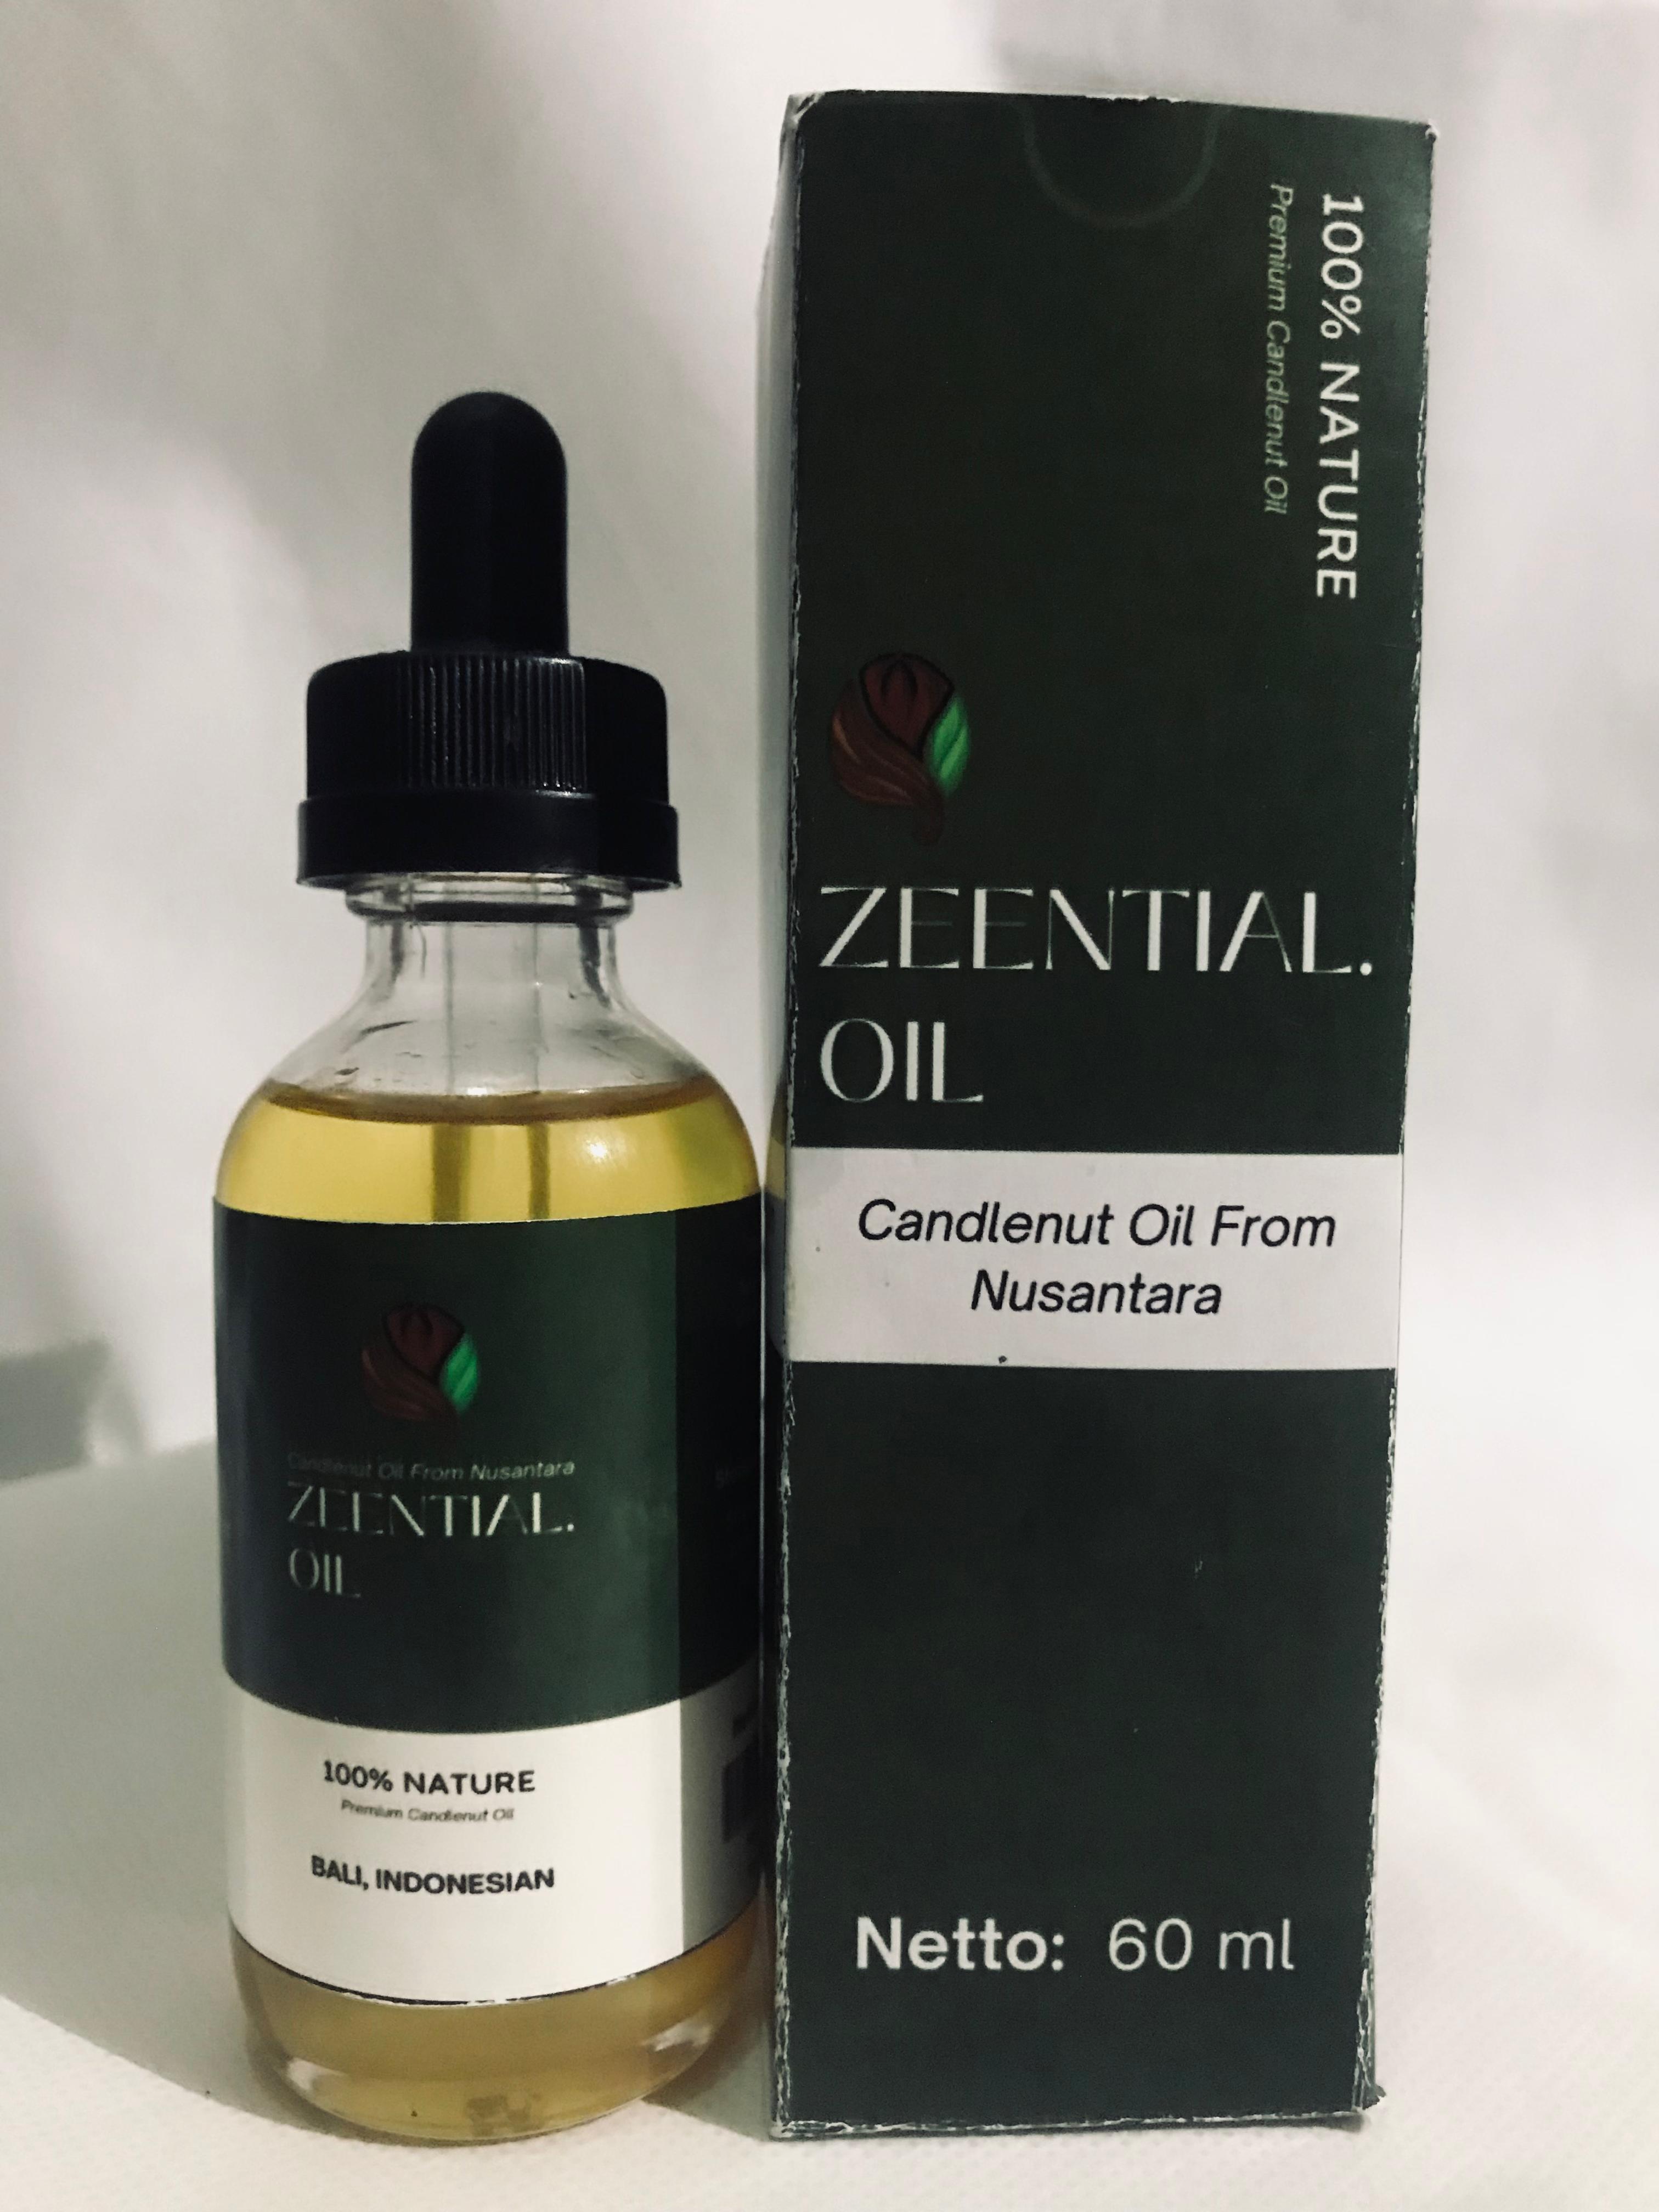 Candlenut Oil From Nusantara
ZEENTIAL.
OIL
100% NATURE
Premium Candlenut Oil
BALI, INDONESIAN
100% NATURE
Premium Candlenut Oil
ZEENTIAL.
OIL
Candlenut Oil From
Nusantara
Netto: 60 ml